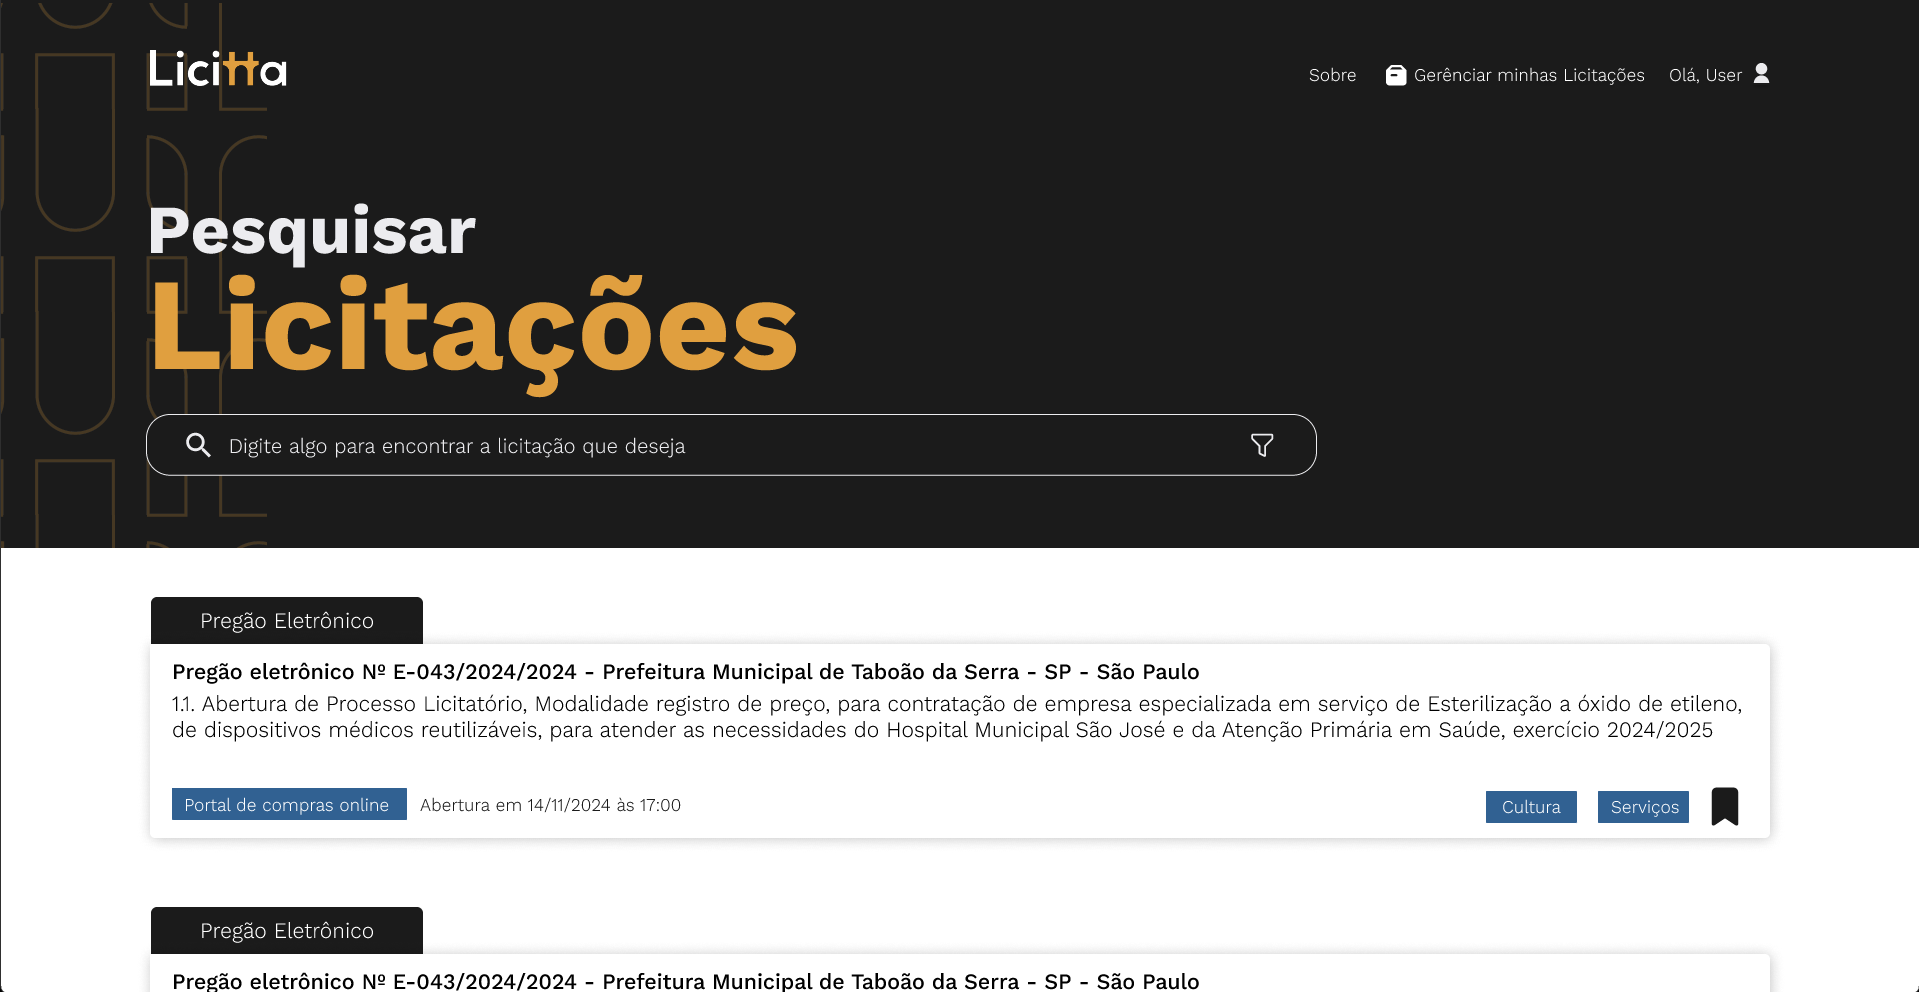 Licitta
Sobre
Gerênciar minhas Licitações
Olá, User
Pesquisar
Licitações
Digite algo para encontrar a licitação que deseja
Pregão Eletrônico
Pregão eletrônico Nº E-043/2024/2024 - Prefeitura Municipal de Taboão da Serra - SP - São Paulo
1.1. Abertura de Processo Licitatório, Modalidade registro de preço, para contratação de empresa especializada em serviço de Esterilização a óxido de etileno,
de dispositivos médicos reutilizáveis, para atender as necessidades do Hospital Municipal São José e da Atenção Primária em Saúde, exercício 2024/2025
Portal de compras online
Abertura em 14/11/2024 às 17:00
Cultura
Serviços
Pregão Eletrônico
Pregão eletrônico Nº E-043/2024/2024 - Prefeitura Municipal de Taboão da Serra - SP - São Paulo